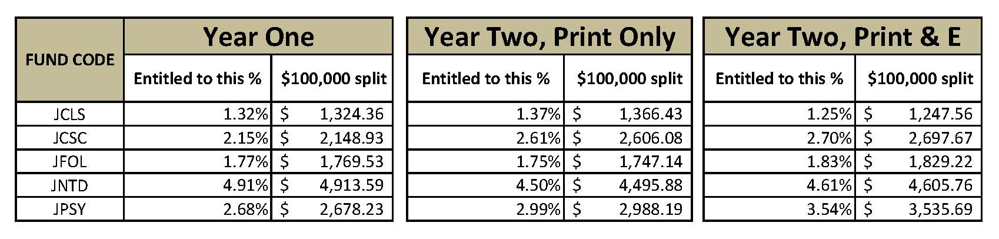 FUND CODE Year One Year Two, Print Only Year Two, Print & E
Entitled to this % $100,000 split Entitled to this % $100,000 split Entitled to this % $100,000 split
JCLS 1.32% $ 1,324.36 1.37% $ 1,366.43 1.25% $ 1,247.56
JCSC 2.15% $ 2,148.93 2.61% $ 2,606.08 2.70% $ 2,697.67
JFOL 1.77% $ 1,769.53 1.75% $ 1,747.14 1.83% $ 1,829.22
JNTD 4.91% $ 4,913.59 4.50% $ 4,495.88 4.61% $ 4,605.76
JPSY 2.68% $ 2,678.23 2.99% $ 2,988.19 3.54% $ 3,535.69